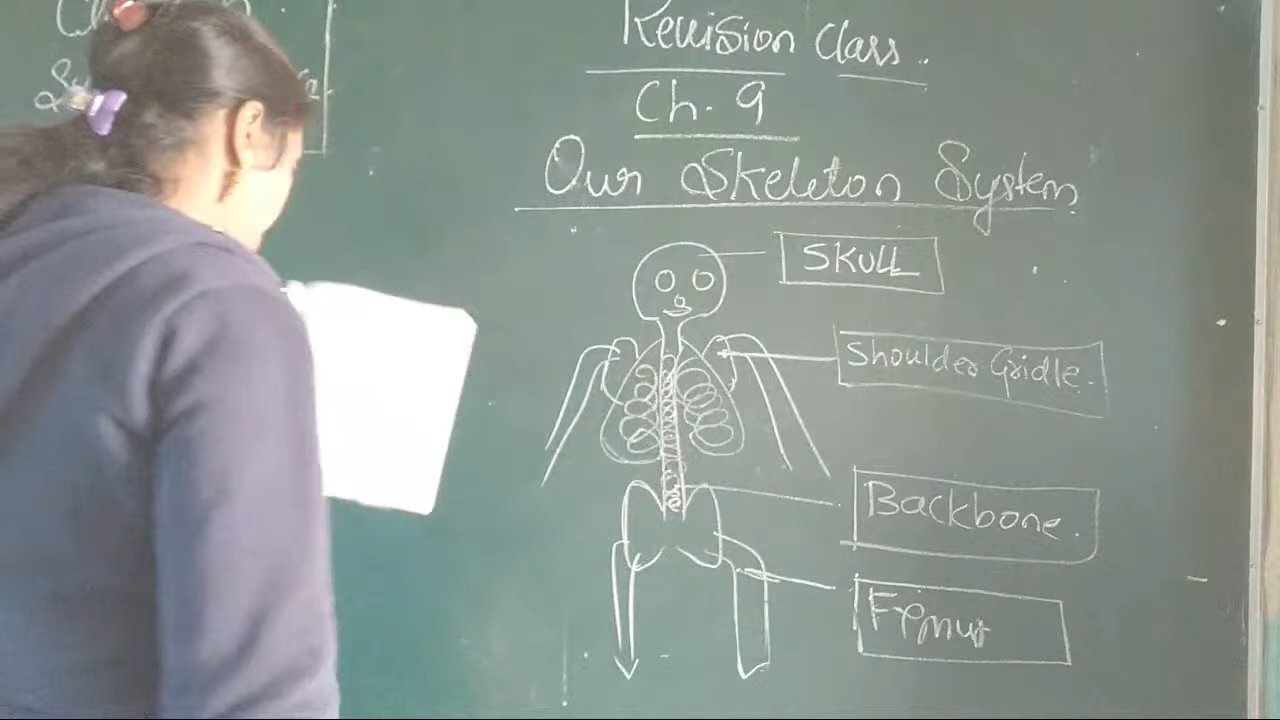 Revision Class..
Ch. 9
Our Skeleton System
SKULL
Shoulder Gridle.
Backbone.
Femur